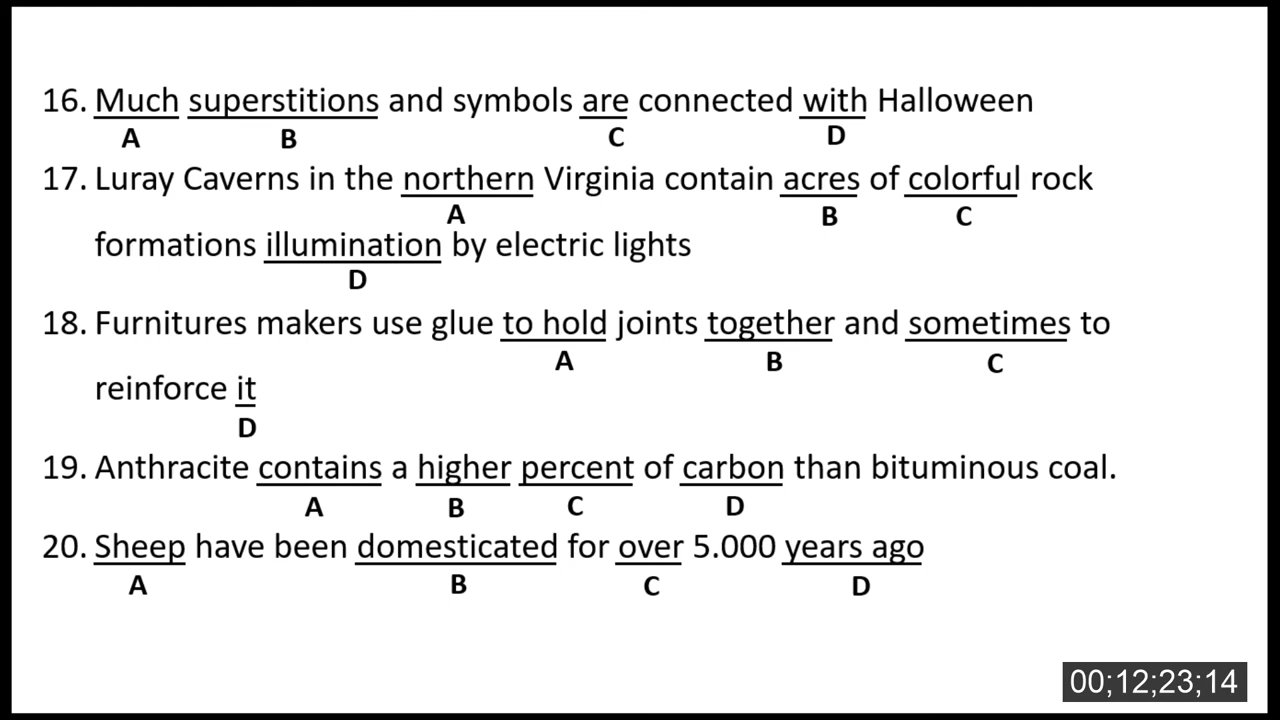 16. Much superstitions and symbols are connected with Halloween
A B C D
17. Luray Caverns in the northern Virginia contain acres of colorful rock
A B C
formations illumination by electric lights
D
18. Furnitures makers use glue to hold joints together and sometimes to
A B C
reinforce it
D
19. Anthracite contains a higher percent of carbon than bituminous coal.
A B C D
20. Sheep have been domesticated for over 5.000 years ago
A B C D
00;12;23;14